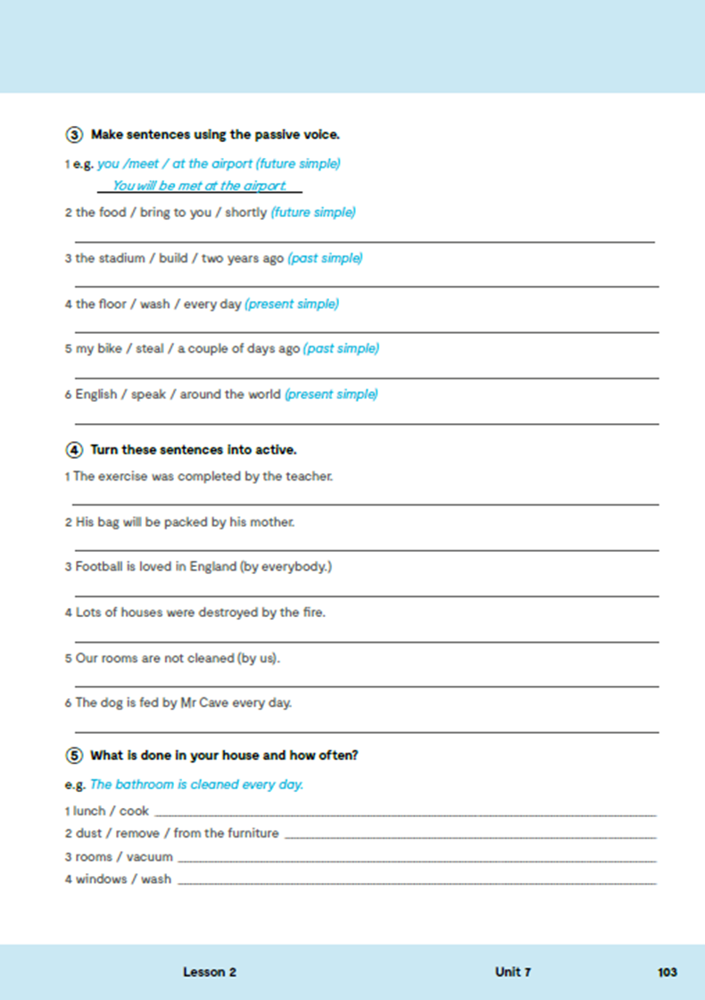 3 Make sentences using the passive voice.
1 e.g. you /meet / at the airport (future simple)
You will be met at the airport.
2 the food / bring to you / shortly (future simple)
3 the stadium / build / two years ago (past simple)
4 the floor / wash / every day (present simple)
5 my bike / steal / a couple of days ago (past simple)
6 English / speak / around the world (present simple)
4 Turn these sentences into active.
1 The exercise was completed by the teacher.
2 His bag will be packed by his mother.
3 Football is loved in England (by everybody.)
4 Lots of houses were destroyed by the fire.
5 Our rooms are not cleaned (by us).
6 The dog is fed by Mr Cave every day.
5 What is done in your house and how often?
e.g. The bathroom is cleaned every day.
1 lunch / cook
2 dust / remove / from the furniture
3 rooms / vacuum
4 windows / wash
Lesson 2 Unit 7 103